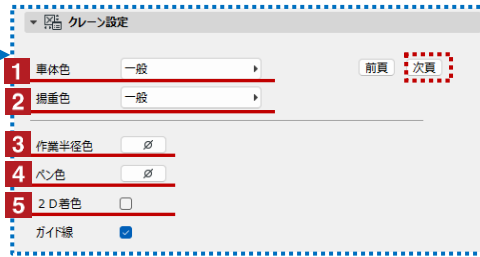 クレーン設定
1 車体色 一般 前頁 次頁
2 揚重色 一般
3 作業半径色 Ø
4 ペン色 Ø
5 2D着色
ガイド線